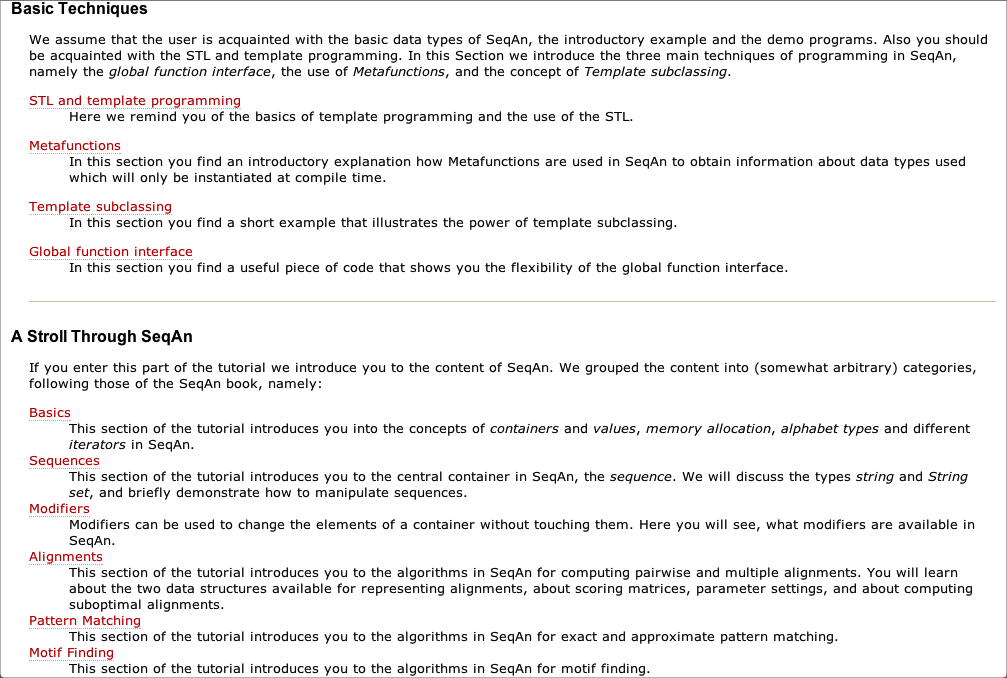 Basic Techniques
We assume that the user is acquainted with the basic data types of SeqAn, the introductory example and the demo programs. Also you should
be acquainted with the STL and template programming. In this Section we introduce the three main techniques of programming in SeqAn,
namely the global function interface, the use of Metafunctions, and the concept of Template subclassing.
STL and template programming
Here we remind you of the basics of template programming and the use of the STL.
Metafunctions
In this section you find an introductory explanation how Metafunctions are used in SeqAn to obtain information about data types used
which will only be instantiated at compile time.
Template subclassing
In this section you find a short example that illustrates the power of template subclassing.
Global function interface
In this section you find a useful piece of code that shows you the flexibility of the global function interface.
A Stroll Through SeqAn
If you enter this part of the tutorial we introduce you to the content of SeqAn. We grouped the content into (somewhat arbitrary) categories,
following those of the SeqAn book, namely:
Basics
This section of the tutorial introduces you into the concepts of containers and values, memory allocation, alphabet types and different
iterators in SeqAn.
Sequences
This section of the tutorial introduces you to the central container in SeqAn, the sequence. We will discuss the types string and String
set, and briefly demonstrate how to manipulate sequences.
Modifiers
Modifiers can be used to change the elements of a container without touching them. Here you will see, what modifiers are available in
SeqAn.
Alignments
This section of the tutorial introduces you to the algorithms in SeqAn for computing pairwise and multiple alignments. You will learn
about the two data structures available for representing alignments, about scoring matrices, parameter settings, and about computing
suboptimal alignments.
Pattern Matching
This section of the tutorial introduces you to the algorithms in SeqAn for exact and approximate pattern matching.
Motif Finding
This section of the tutorial introduces you to the algorithms in SeqAn for motif finding.